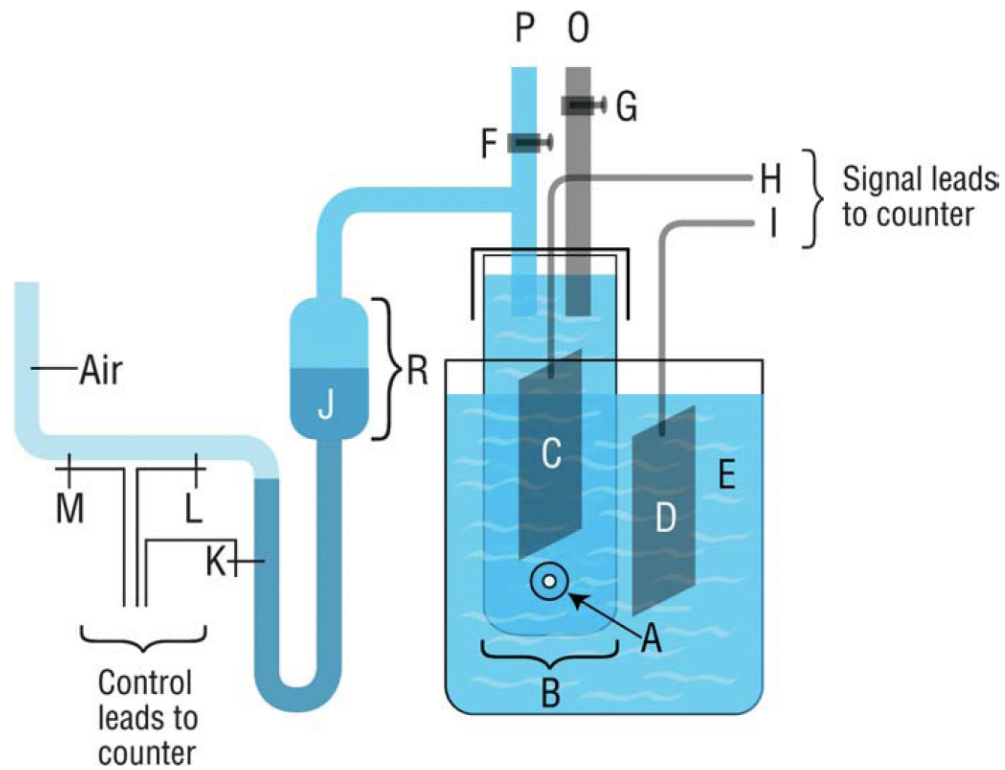 P O
G
F
H
I
Signal leads
to counter
Air
R
J
C
E
D
M
L
K
A
B
Control
leads to
counter